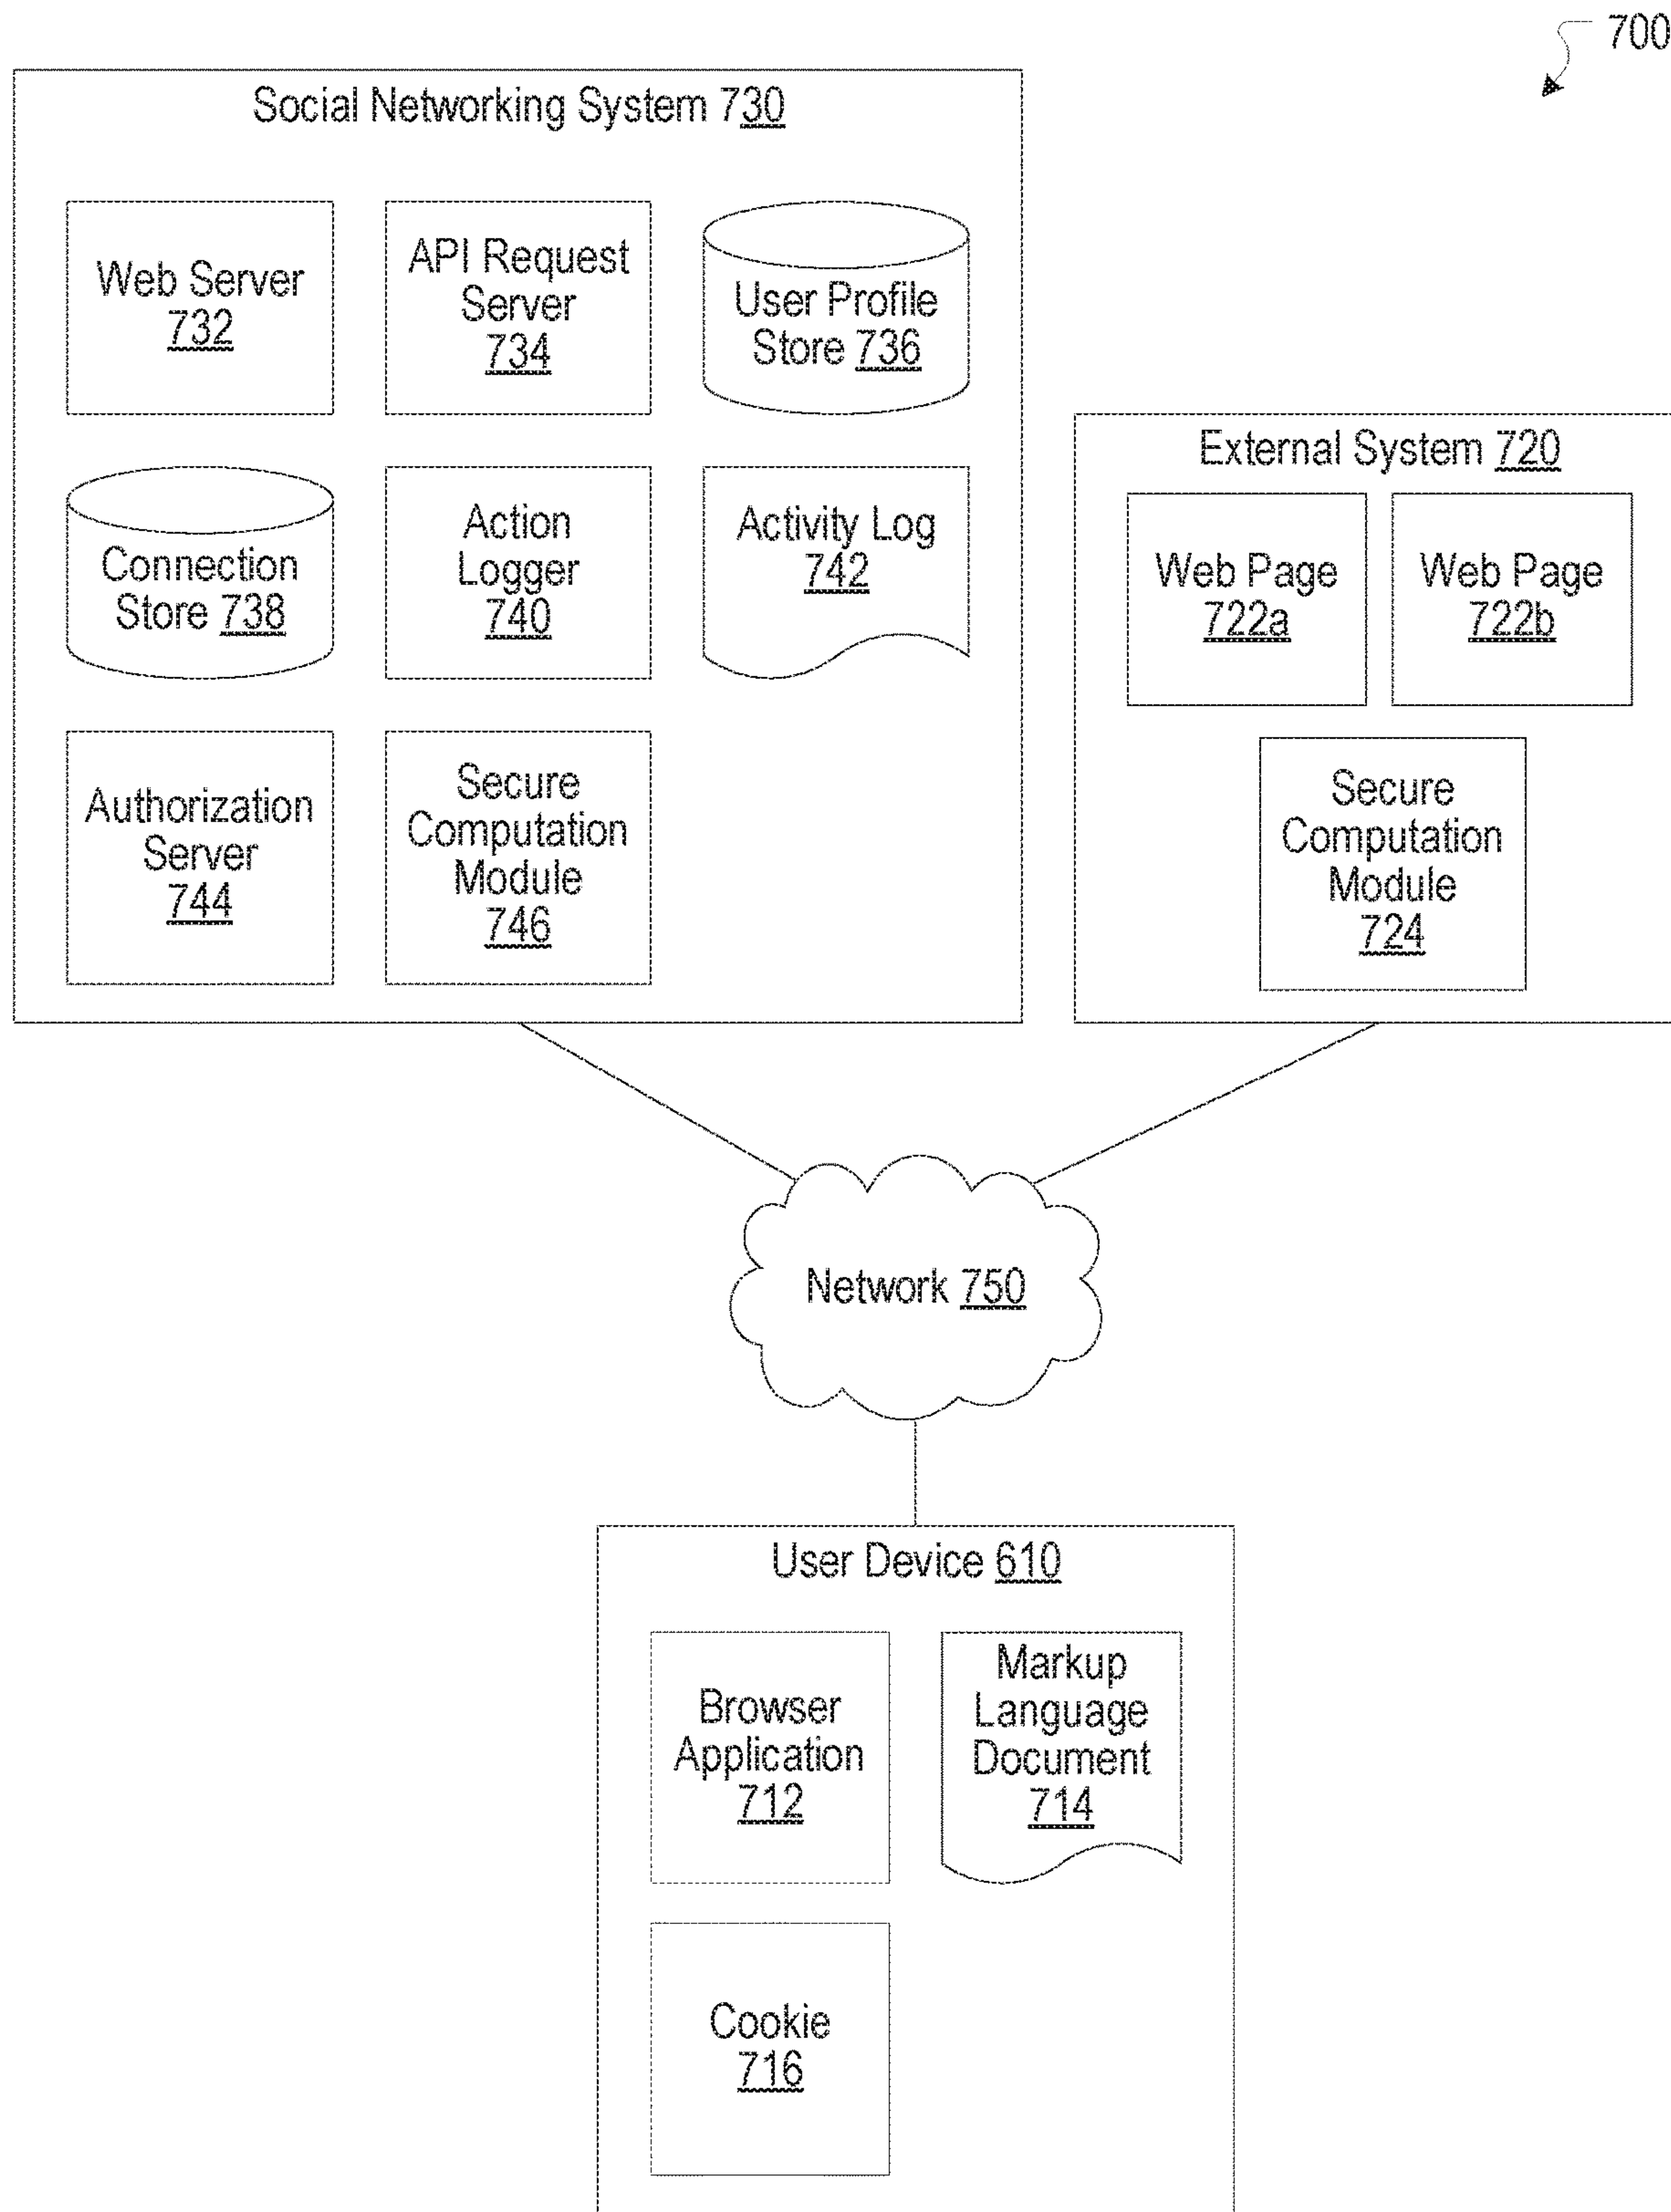 700
Social Networking System 730
Web Server
732
API Request
Server
734
User Profile
Store 736
Connection
Store 738
Action
Logger
740
Activity Log
742
Authorization
Server
744
Secure
Computation
Module
746
External System 720
Web Page
722a
Web Page
722b
Secure
Computation
Module
724
Network 750
User Device 610
Browser
Application
712
Markup
Language
Document
714
Cookie
716